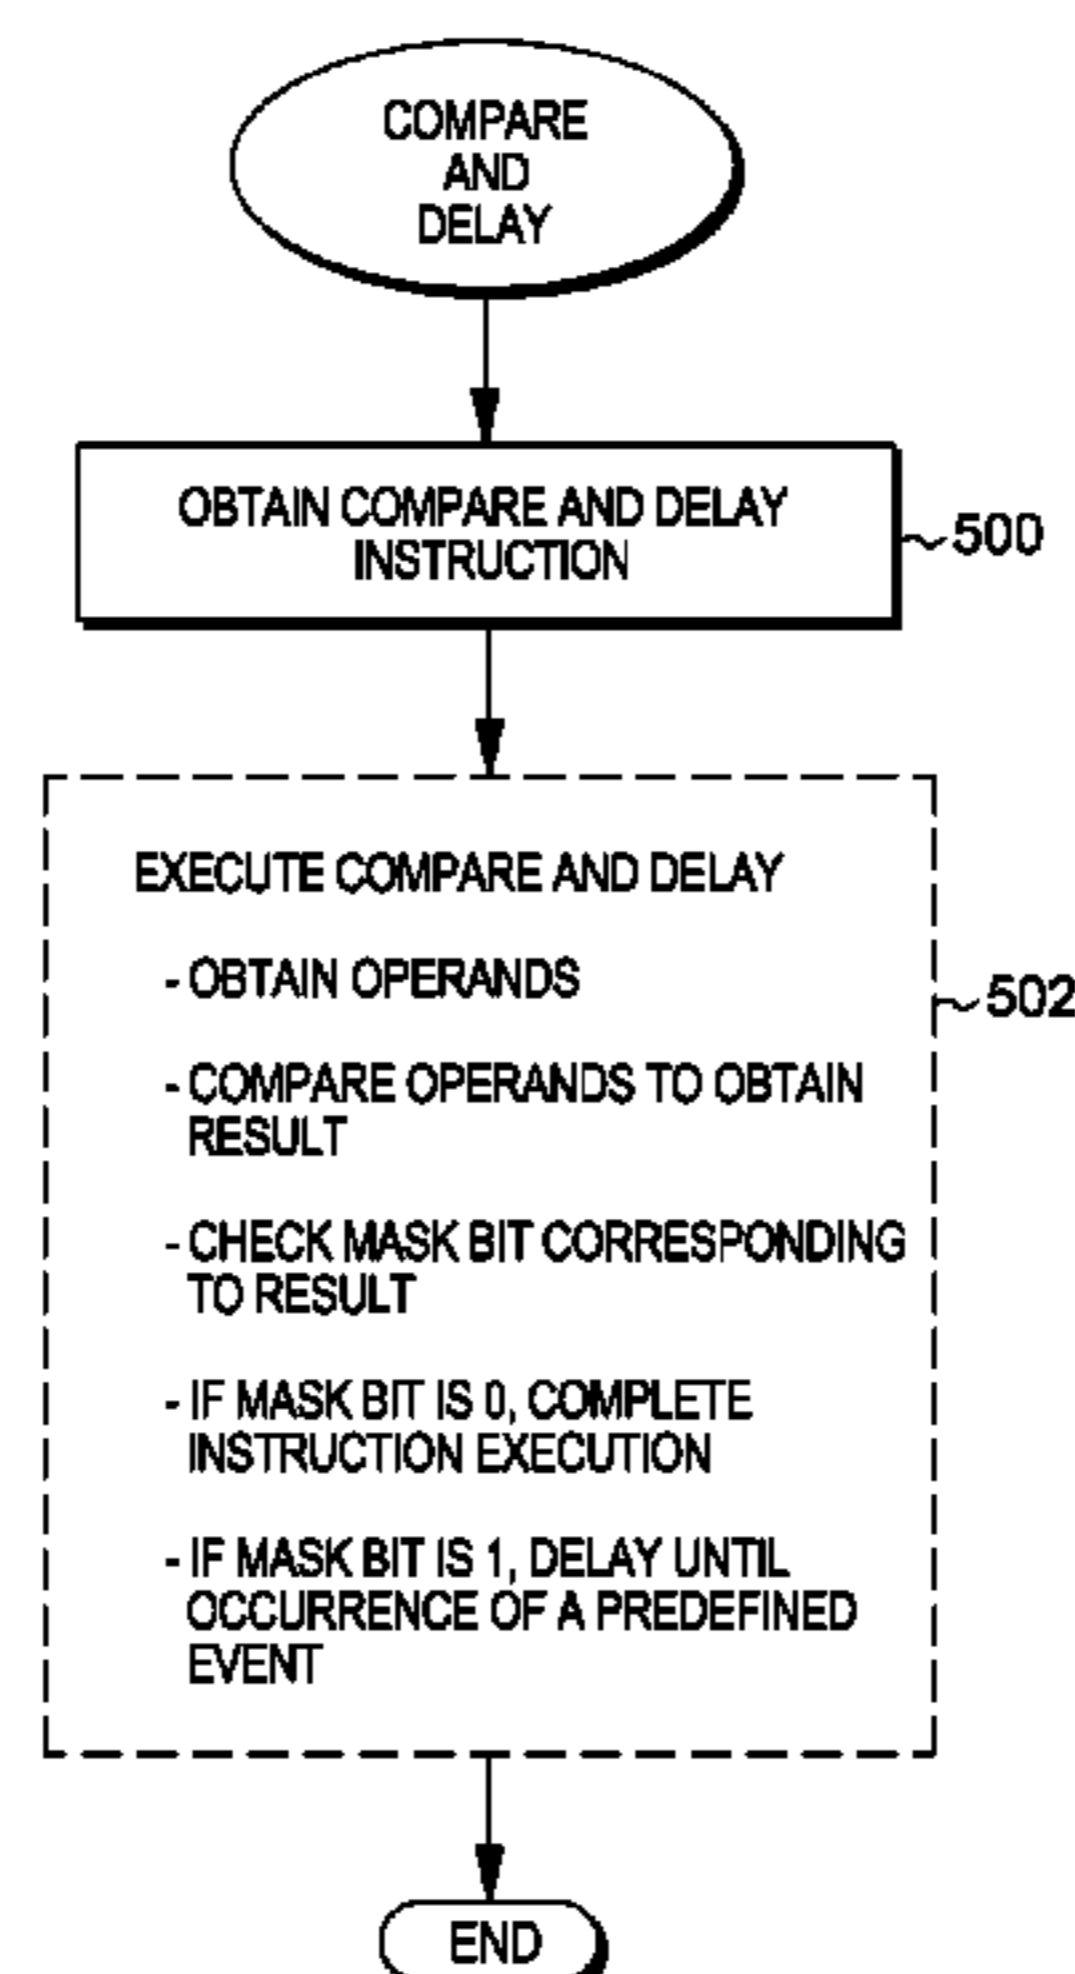 COMPARE
AND
DELAY
OBTAIN COMPARE AND DELAY
INSTRUCTION
500
EXECUTE COMPARE AND DELAY
- OBTAIN OPERANDS
- COMPARE OPERANDS TO OBTAIN
RESULT
- CHECK MASK BIT CORRESPONDING
TO RESULT
- IF MASK BIT IS 0, COMPLETE
INSTRUCTION EXECUTION
- IF MASK BIT IS 1, DELAY UNTIL
OCCURRENCE OF A PREDEFINED
EVENT
502
END